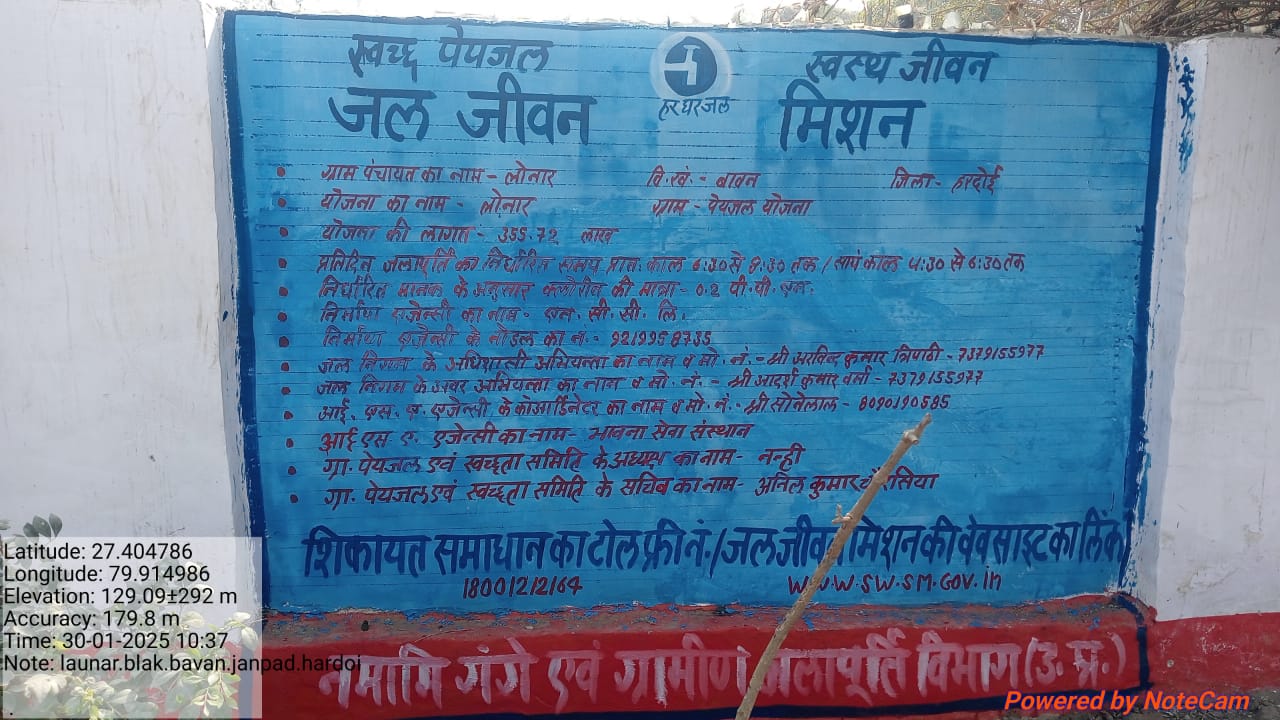 स्वच्छ पेयजल स्वस्थ जीवन
हर घर जल
जल जीवन मिशन
ग्राम पंचायत का नाम - लोनार वि.खं. - बावन जिला - हरदोई
योजना का नाम - लोनार ग्राम - पेयजल योजना
योजना की लागत - 355.72 लाख
प्रतिदिन जलापूर्ति का निर्धारित समय प्रातः काल 6:30 से 8:30 तक / सायं काल 4:30 से 6:30 तक
निर्धारित मानक के अनुसार क्लोरीन की मात्रा - 0.2 पी.पी.एम.
निर्माण एजेन्सी का नाम - एन. सी. सी. लि.
निर्माण एजेन्सी के नोडल का नं. - 9219958735
जल निगम के अधिशासी अभियन्ता का नाम व मो. नं. - श्री अरविन्द कुमार त्रिपाठी - 7379155977
जल निगम के अवर अभियन्ता का नाम व मो. नं. - श्री आदर्श कुमार वर्मा - 7379155977
आई. एस. ए. एजेन्सी के कोआर्डिनेटर का नाम व मो. नं. - श्री सोनेलाल - 8090190585
आई एस ए. एजेन्सी का नाम - भावना सेवा संस्थान
ग्रा. पेयजल एवं स्वच्छता समिति के अध्यक्ष का नाम - नन्ही
ग्रा. पेयजल एवं स्वच्छता समिति के सचिव का नाम - अनिल कुमार चौरसिया
शिकायत समाधान का टोल फ्री नं. / जल जीवन मिशन की वेव साइट का लिंक
18001212164 www.swsm.gov.in
नमामि गंगे एवं ग्रामीण जलापूर्ति विभाग (उ.प्र.)
Latitude: 27.404786
Longitude: 79.914986
Elevation: 129.09±292 m
Accuracy: 179.8 m
Time: 30-01-2025 10:37
Note: launar.blak.bavan.janpad.hardoi
Powered by NoteCam